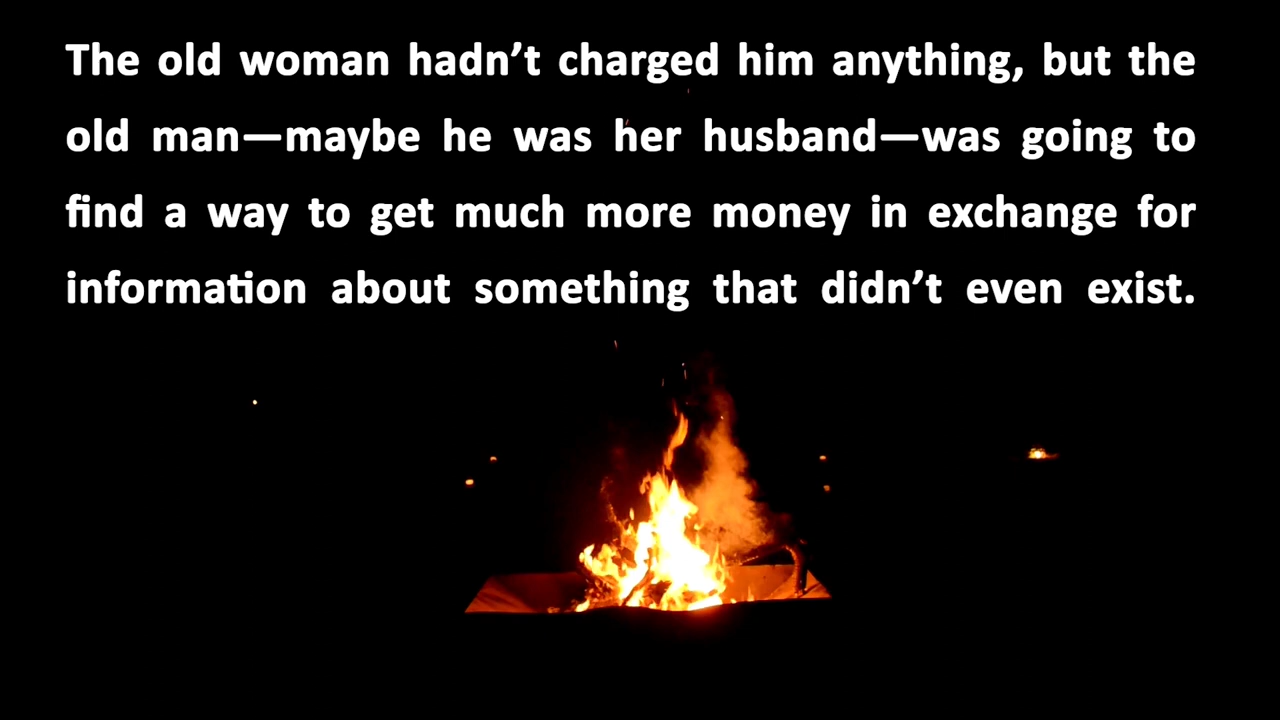 The old woman hadn’t charged him anything, but the
old man—maybe he was her husband—was going to
find a way to get much more money in exchange for
information about something that didn’t even exist.